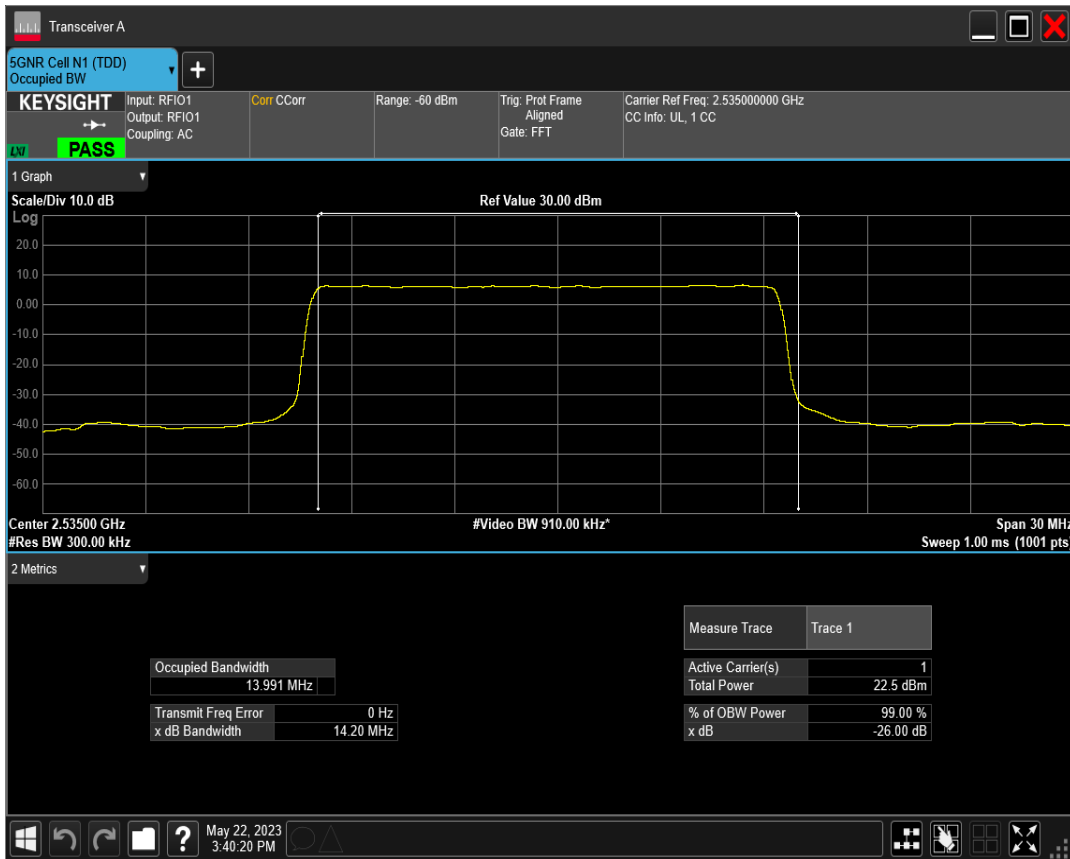 Transceiver A
5GNR Cell N1 (TDD)
Occupied BW
+
KEYSIGHT
LXI
PASS
Input: RFIO1
Output: RFIO1
Coupling: AC
Corr CCorr
Range: -60 dBm
Trig: Prot Frame
Aligned
Gate: FFT
Carrier Ref Freq: 2.535000000 GHz
CC Info: UL, 1 CC
1 Graph
Scale/Div 10.0 dB
Ref Value 30.00 dBm
Log
20.0
10.0
0.00
-10.0
-20.0
-30.0
-40.0
-50.0
-60.0
Center 2.53500 GHz
#Video BW 910.00 kHz*
Span 30 MHz
#Res BW 300.00 kHz
Sweep 1.00 ms (1001 pts)
2 Metrics
Measure Trace Trace 1
Occupied Bandwidth
13.991 MHz
Active Carrier(s) 1
Total Power 22.5 dBm
Transmit Freq Error 0 Hz
x dB Bandwidth 14.20 MHz
% of OBW Power 99.00 %
x dB -26.00 dB
?
May 22, 2023
3:40:20 PM